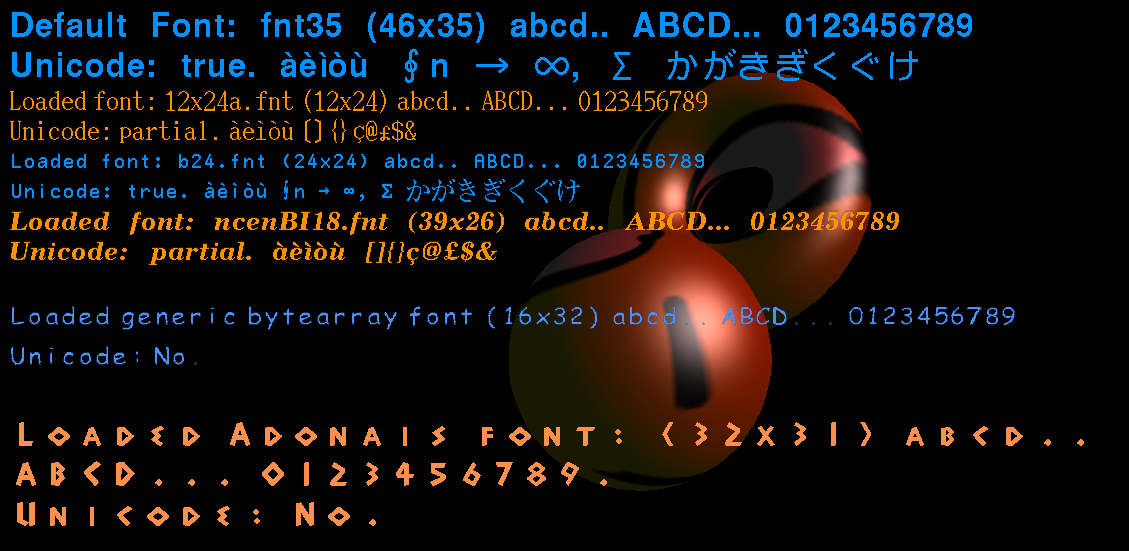 Default Font: fnt35 (46x35) abcd.. ABCD... 0123456789
Unicode: true. àèìòù ∮n → ∞, Σ かがきぎくぐけ
Loaded font: 12x24a.fnt (12x24) abcd.. ABCD... 0123456789
Unicode: partial. àèìòù [] {} ç@£$&
Loaded font: b24.fnt (24x24) abcd.. ABCD... 0123456789
Unicode: true. àèìòù ∮n → ∞, Σ かがきぎくぐけ
Loaded font: ncenBI18.fnt (39x26) abcd.. ABCD... 0123456789
Unicode: partial. àèìòù []{}ç@£$&
Loaded generic bytearray font (16x32) abcd.. ABCD... 0123456789
Unicode: No.
Loaded Adonais font: (32x31) abcd..
ABCD... 0123456789.
Unicode: No.